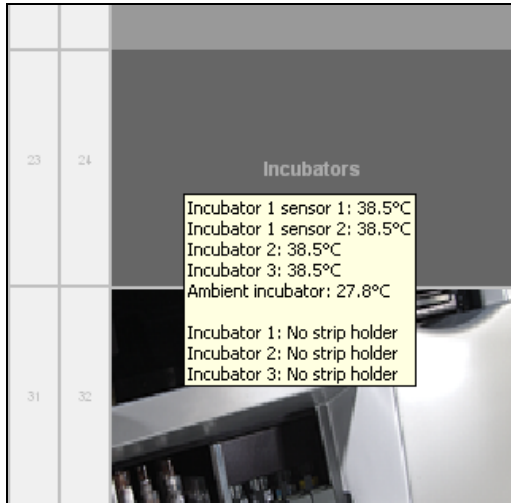 23
24
Incubators
Incubator 1 sensor 1: 38.5°C
Incubator 1 sensor 2: 38.5°C
Incubator 2: 38.5°C
Incubator 3: 38.5°C
Ambient incubator: 27.8°C
Incubator 1: No strip holder
Incubator 2: No strip holder
Incubator 3: No strip holder
31
32